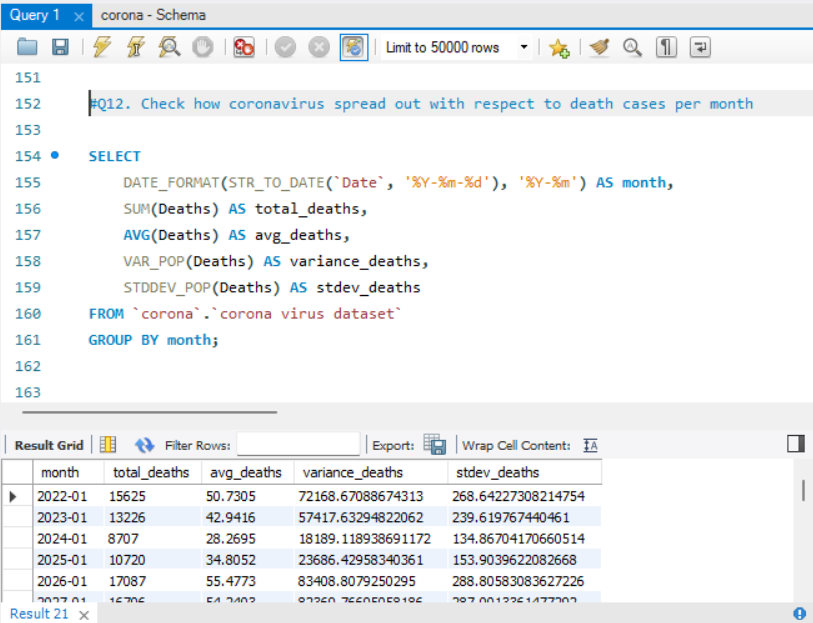 Query 1 × corona - Schema
Limit to 50000 rows
151
152 #Q12. Check how coronavirus spread out with respect to death cases per month
153
154 SELECT
155 DATE_FORMAT(STR_TO_DATE(`Date`, '%Y-%m-%d'), '%Y-%m') AS month,
156 SUM(Deaths) AS total_deaths,
157 AVG(Deaths) AS avg_deaths,
158 VAR_POP(Deaths) AS variance_deaths,
159 STDDEV_POP(Deaths) AS stdev_deaths
160 FROM `corona`.`corona virus dataset`
161 GROUP BY month;
162
163
Result Grid Filter Rows: Export: Wrap Cell Content: IA
month total_deaths avg_deaths variance_deaths stdev_deaths
2022-01 15625 50.7305 72168.67088674313 268.64227308214754
2023-01 13226 42.9416 57417.63294822062 239.619767440461
2024-01 8707 28.2695 18189.118938691172 134.86704170660514
2025-01 10720 34.8052 23686.42958340361 153.9039622082668
2026-01 17087 55.4773 83408.8079250295 288.80583083627226
2027-01
Result 21 ×